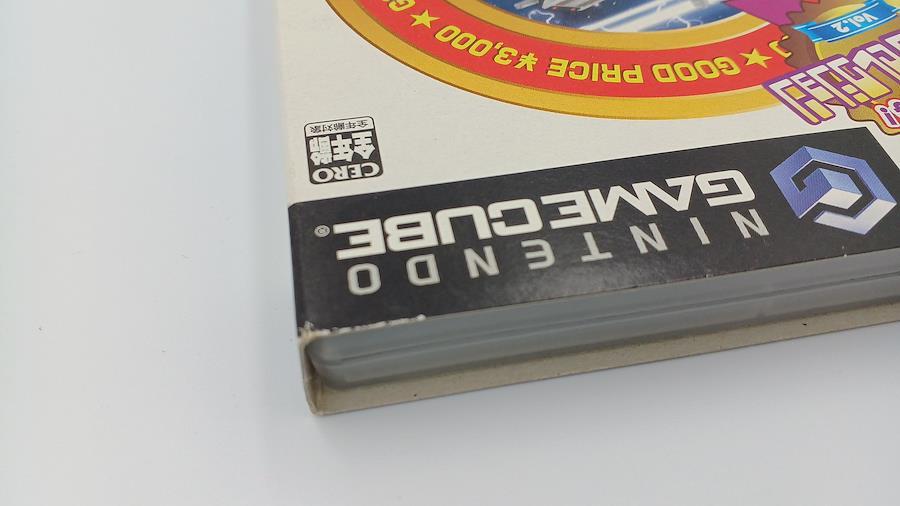 ★ GOOD PRICE ¥3,000 ★ G
Vol.2
CERO
全年齢
全年齢対象
NINTENDO
GAMECUBE®